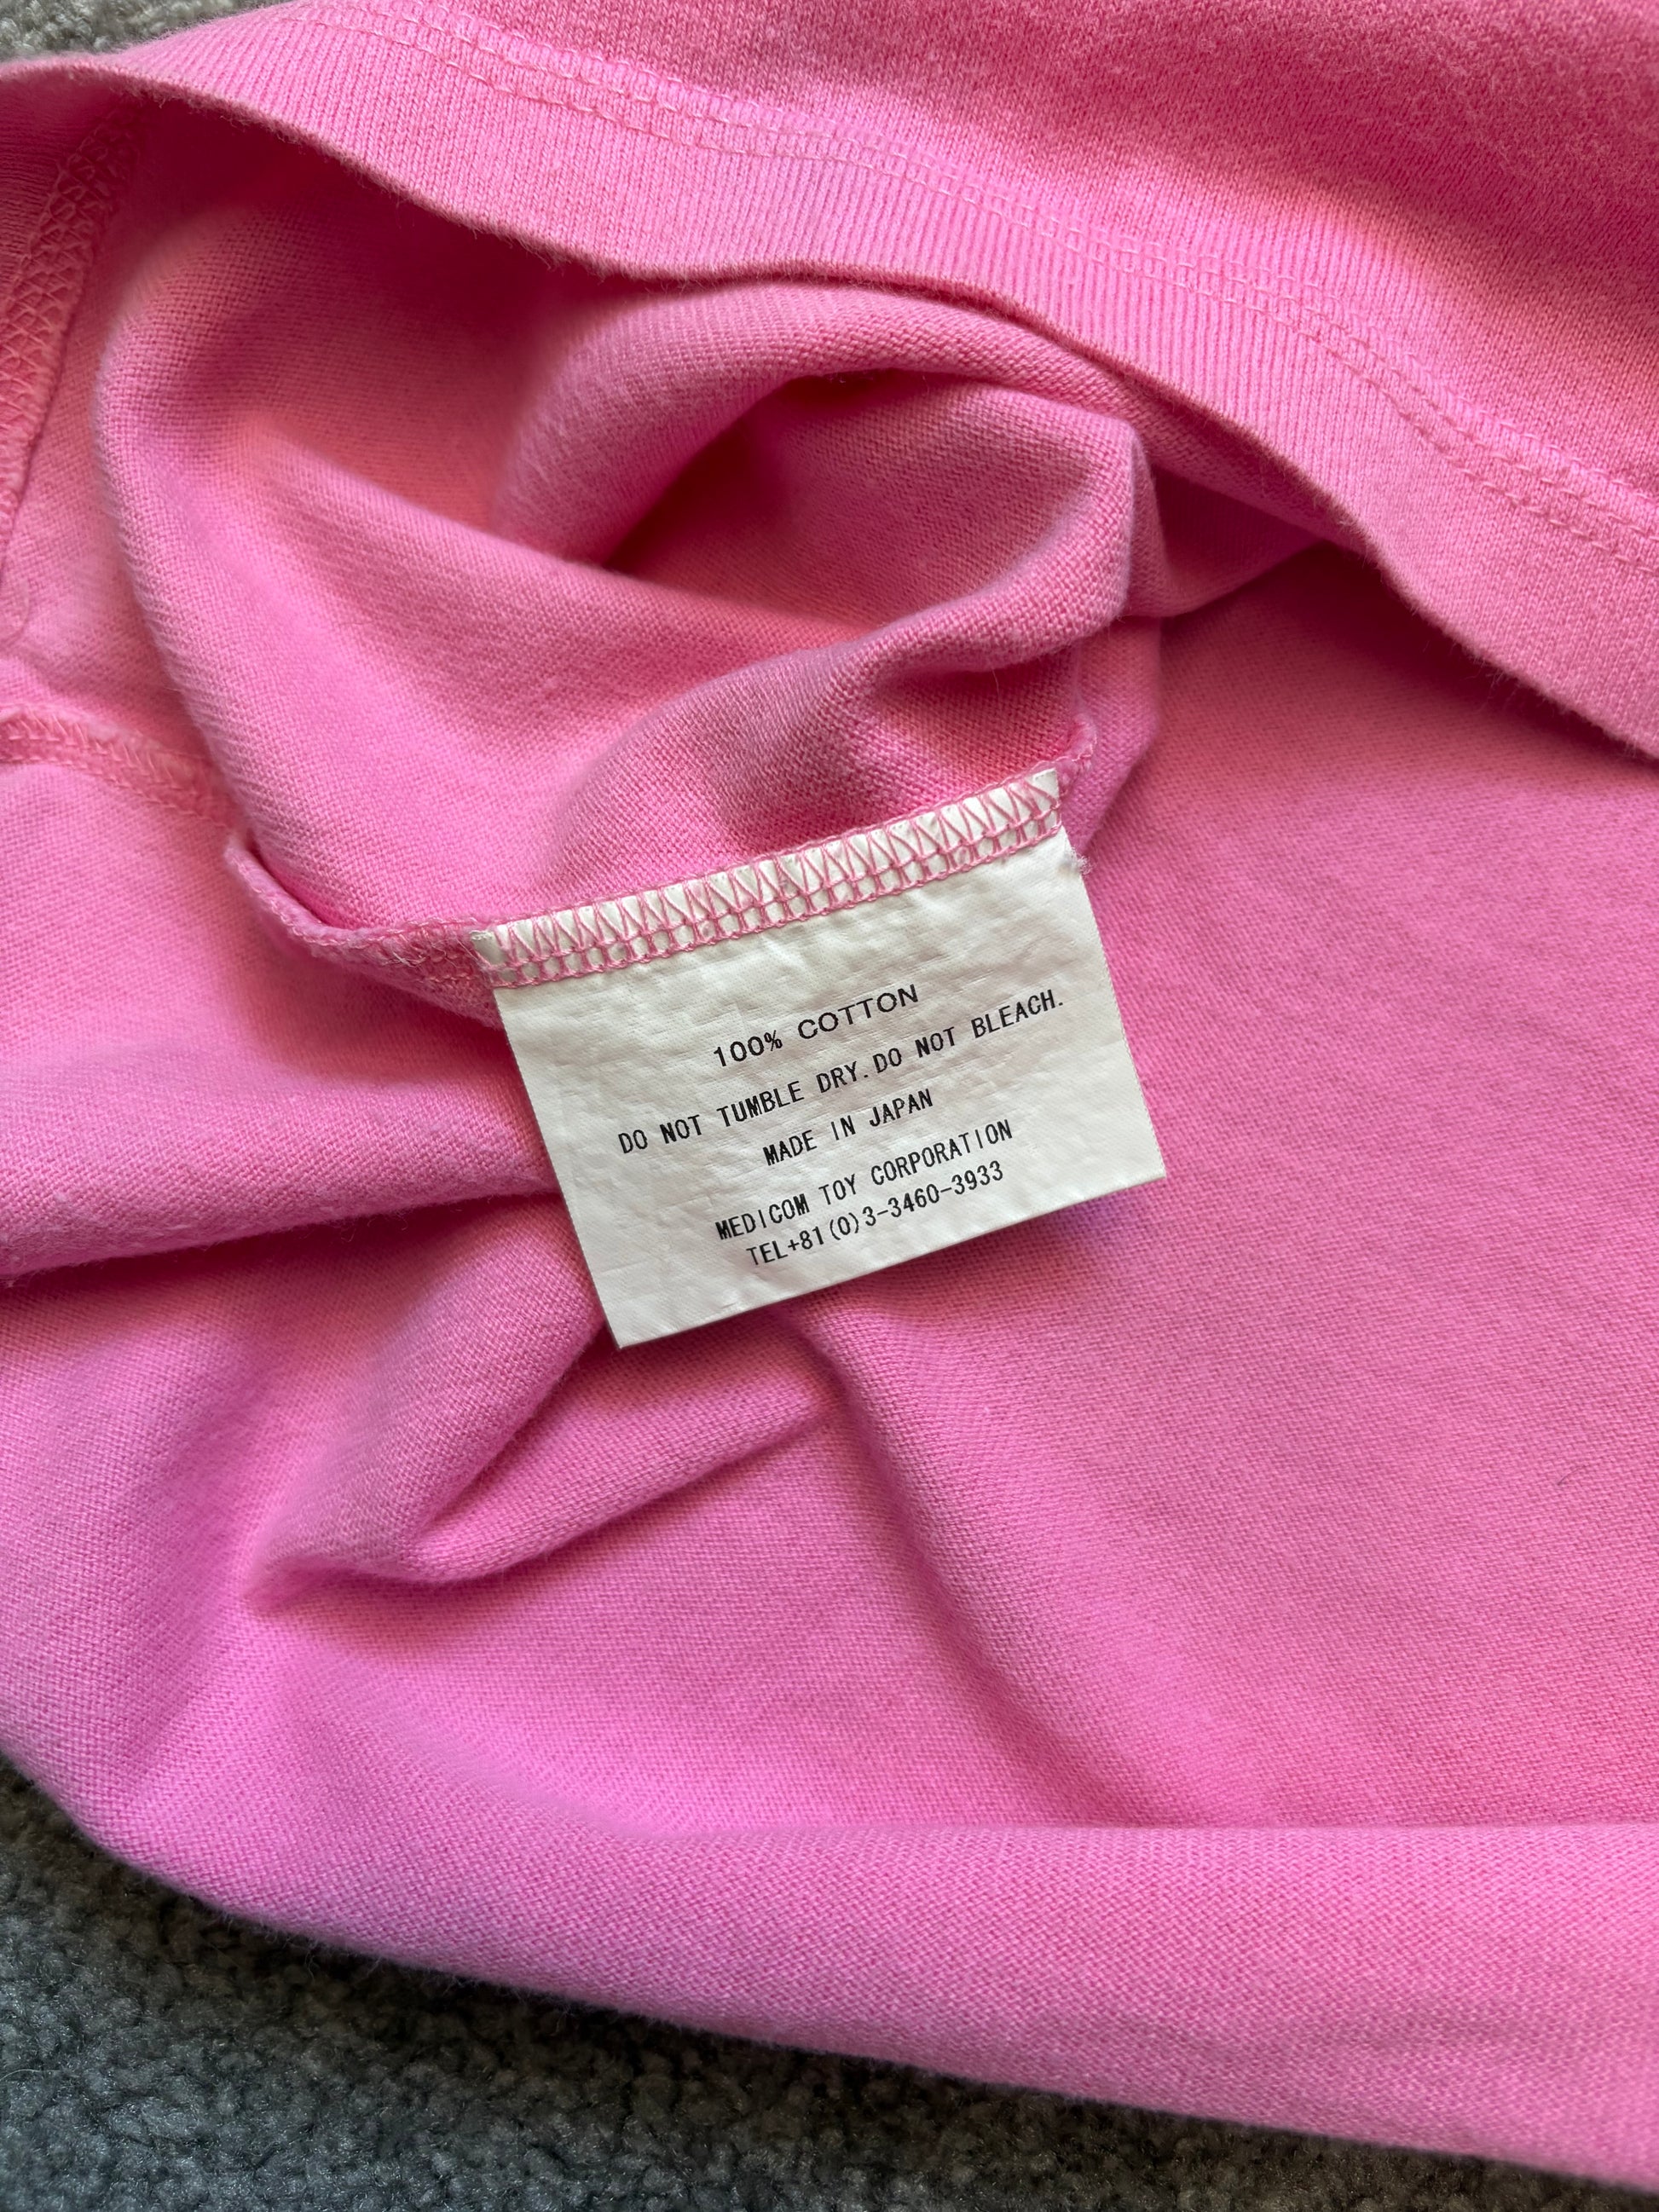 100% COTTON
DO NOT TUMBLE DRY. DO NOT BLEACH.
MADE IN JAPAN
MEDICOM TOY CORPORATION
TEL+81(0)3-3460-3933